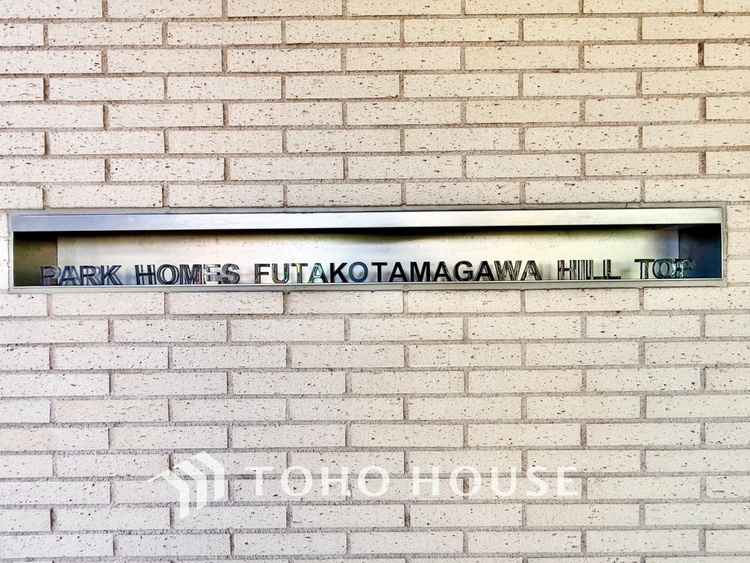 PARK HOMES FUTAKOTAMAGAWA HILL TOP
TOHO HOUSE